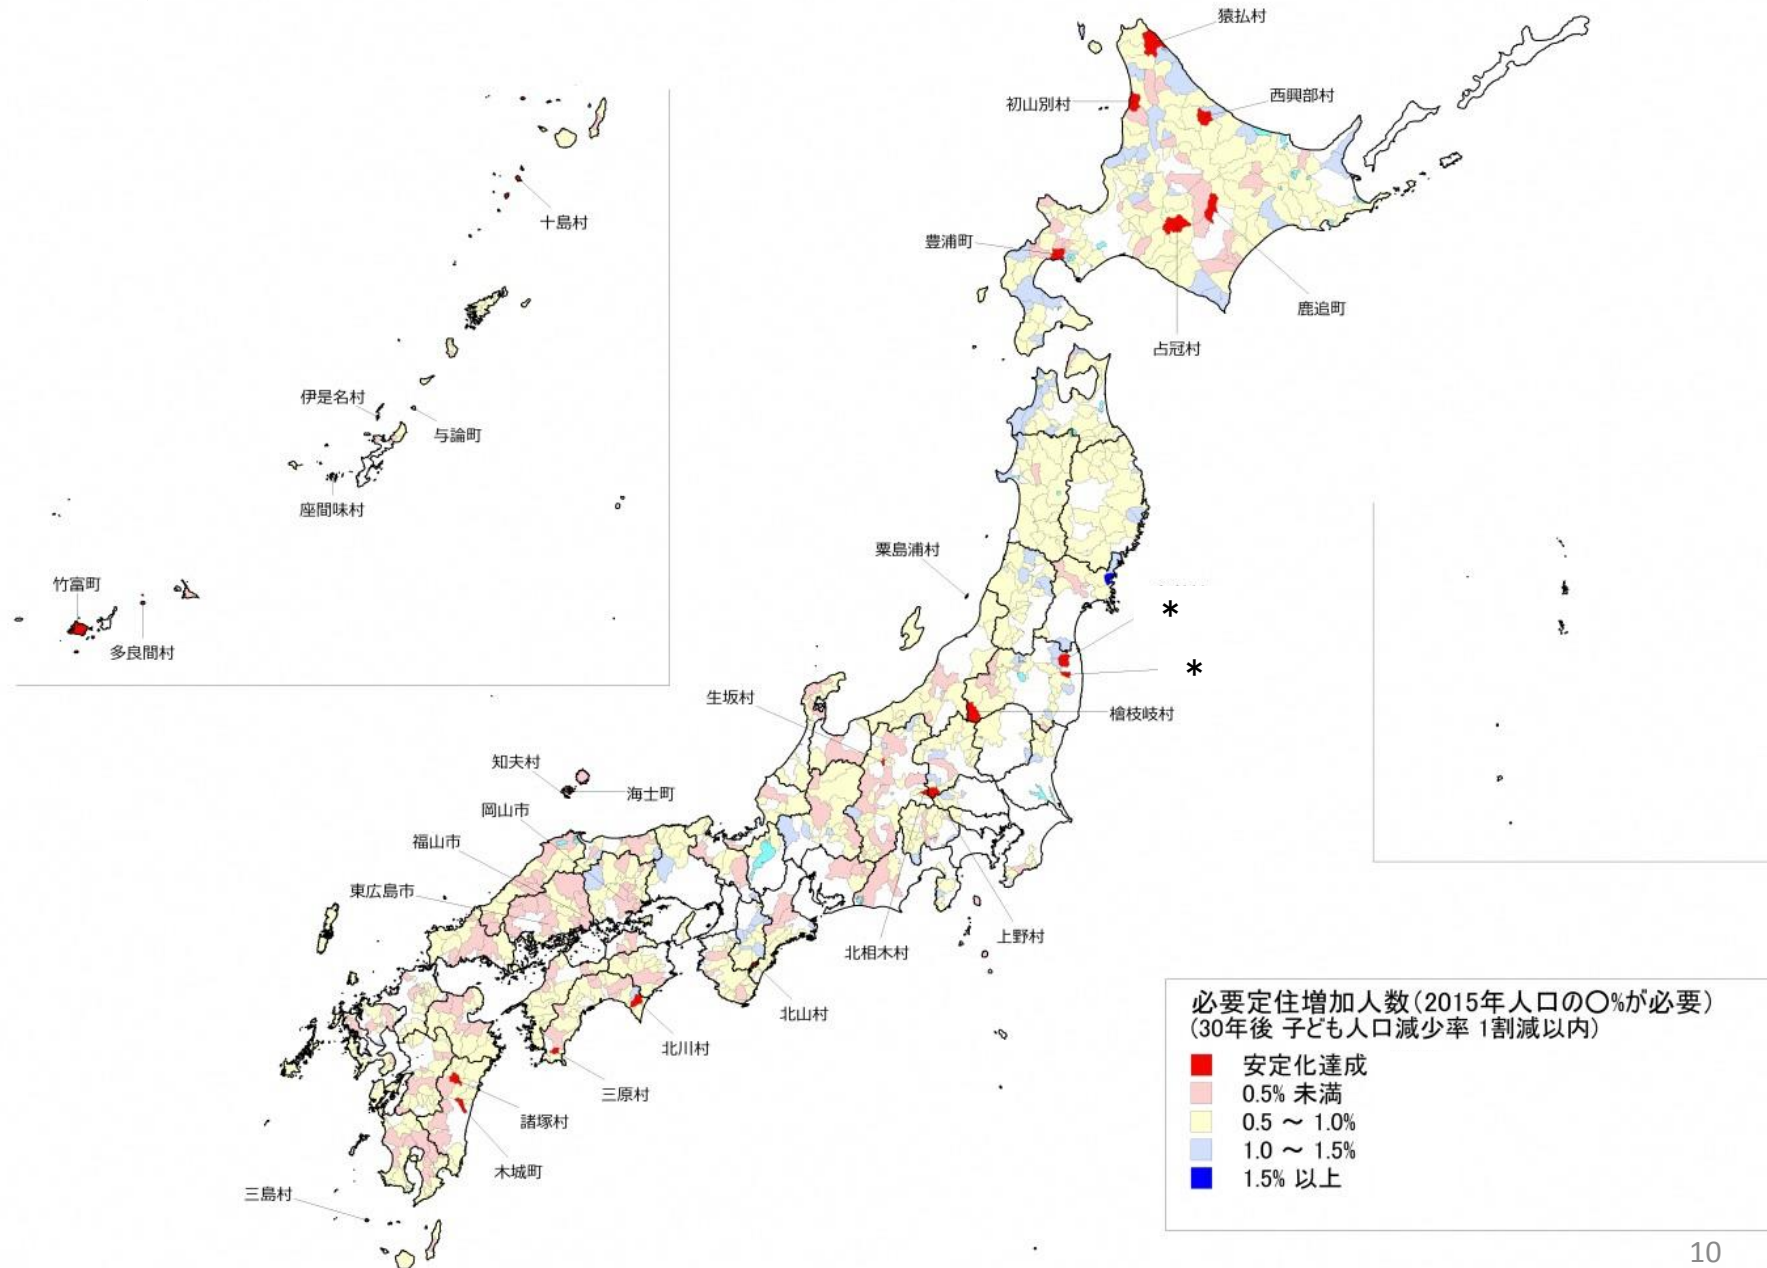 猿払村
初山別村
西興部村
十島村
豊浦町
鹿追町
占冠村
伊是名村
与論町
座間味村
粟島浦村
竹富町
*
多良間村
*
生坂村
檜枝岐村
知夫村
海士町
岡山市
福山市
東広島市
上野村
北相木村
北山村
北川村
三原村
諸塚村
木城町
三島村
必要定住増加人数(2015年人口の〇%が必要)
(30年後 子ども人口減少率 1割減以内)
安定化達成
0.5% 未満
0.5 ～ 1.0%
1.0 ～ 1.5%
1.5% 以上
10